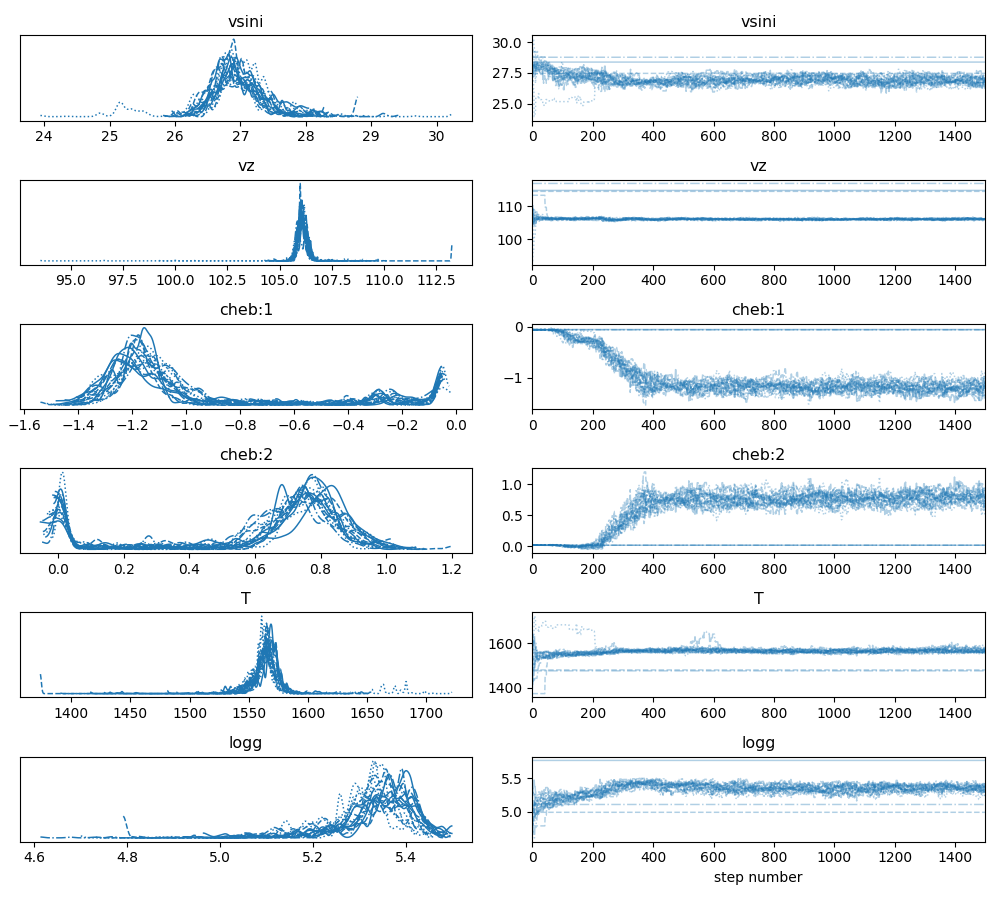 vsini vsini
24 25 26 27 28 29 30
30.0
27.5
25.0
0 200 400 600 800 1000 1200 1400
vz vz
95.0 97.5 100.0 102.5 105.0 107.5 110.0 112.5
110
100
0 200 400 600 800 1000 1200 1400
cheb:1 cheb:1
−1.6 −1.4 −1.2 −1.0 −0.8 −0.6 −0.4 −0.2 0.0
0
−1
0 200 400 600 800 1000 1200 1400
cheb:2 cheb:2
0.0 0.2 0.4 0.6 0.8 1.0 1.2
1.0
0.5
0.0
0 200 400 600 800 1000 1200 1400
T T
1400 1450 1500 1550 1600 1650 1700
1600
1400
0 200 400 600 800 1000 1200 1400
logg logg
4.6 4.8 5.0 5.2 5.4
5.5
5.0
0 200 400 600 800 1000 1200 1400
step number